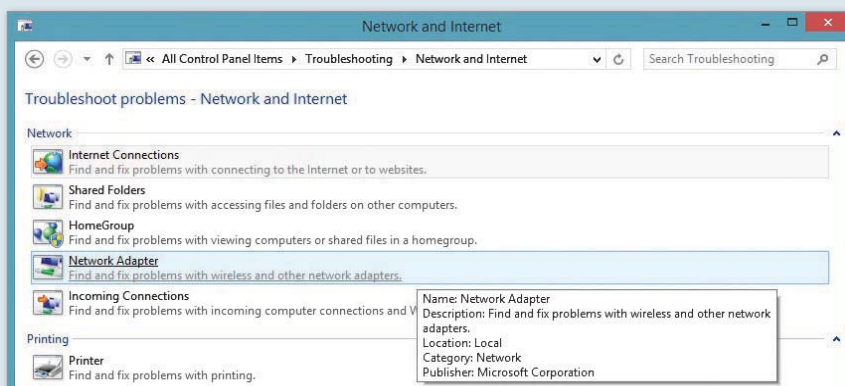 Network and Internet
« All Control Panel Items Troubleshooting Network and Internet Search Troubleshooting
Troubleshoot problems - Network and Internet
Network
Internet Connections
Find and fix problems with connecting to the Internet or to websites.
Shared Folders
Find and fix problems with accessing files and folders on other computers.
HomeGroup
Find and fix problems with viewing computers or shared files in a homegroup.
Network Adapter
Find and fix problems with wireless and other network adapters.
Incoming Connections
Find and fix problems with incoming computer connections and
Name: Network Adapter
Description: Find and fix problems with wireless and other network
adapters.
Location: Local
Category: Network
Publisher: Microsoft Corporation
Printing
Printer
Find and fix problems with printing.